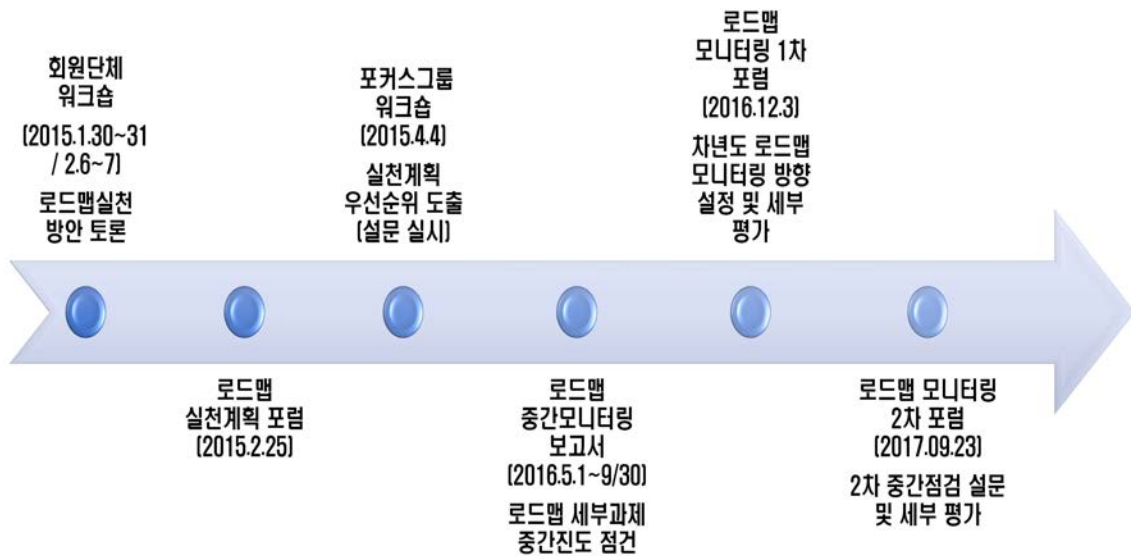 회원단체
워크숍
(2015.1.30~31
/ 2.6~7)
로드맵실천
방안 토론
로드맵
실천계획 포럼
(2015.2.25)
포커스그룹
워크숍
(2015.4.4)
실천계획
우선순위 도출
(설문 실시)
로드맵
중간모니터링
보고서
(2016.5.1~9/30)
로드맵 세부과제
중간진도 점건
로드맵
모니터링 1차
포럼
(2016.12.3)
차년도 로드맵
모니터링 방향
설정 및 세부
평가
로드맵 모니터링
2차 포럼
(2017.09.23)
2차 중간점검 설문
및 세부 평가